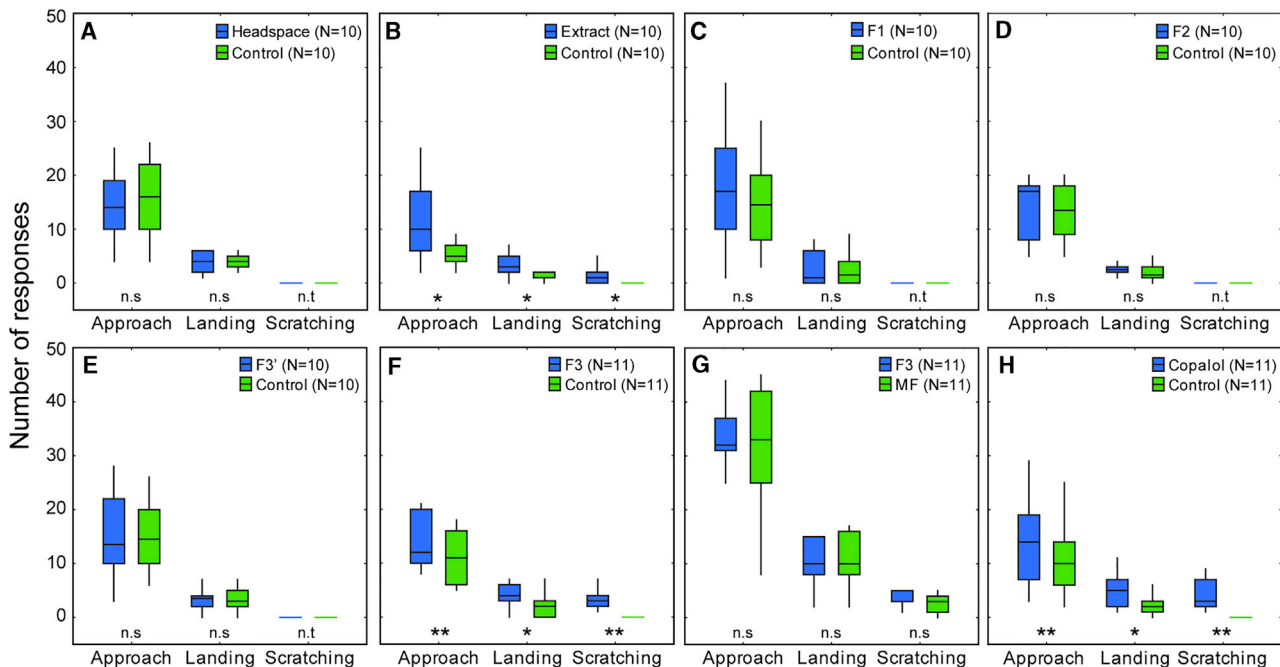 Number of responses
50
40
30
20
10
0
A
Headspace (N=10)
Control (N=10)
n.s n.s n.t
Approach Landing Scratching
B
Extract (N=10)
Control (N=10)
* * *
Approach Landing Scratching
C
F1 (N=10)
Control (N=10)
n.s n.s n.t
Approach Landing Scratching
D
F2 (N=10)
Control (N=10)
n.s n.s n.t
Approach Landing Scratching
50
40
30
20
10
0
E
F3' (N=10)
Control (N=10)
n.s n.s n.t
Approach Landing Scratching
F
F3 (N=11)
Control (N=11)
** * **
Approach Landing Scratching
G
F3 (N=11)
MF (N=11)
n.s n.s n.s
Approach Landing Scratching
H
Copalol (N=11)
Control (N=11)
** * **
Approach Landing Scratching